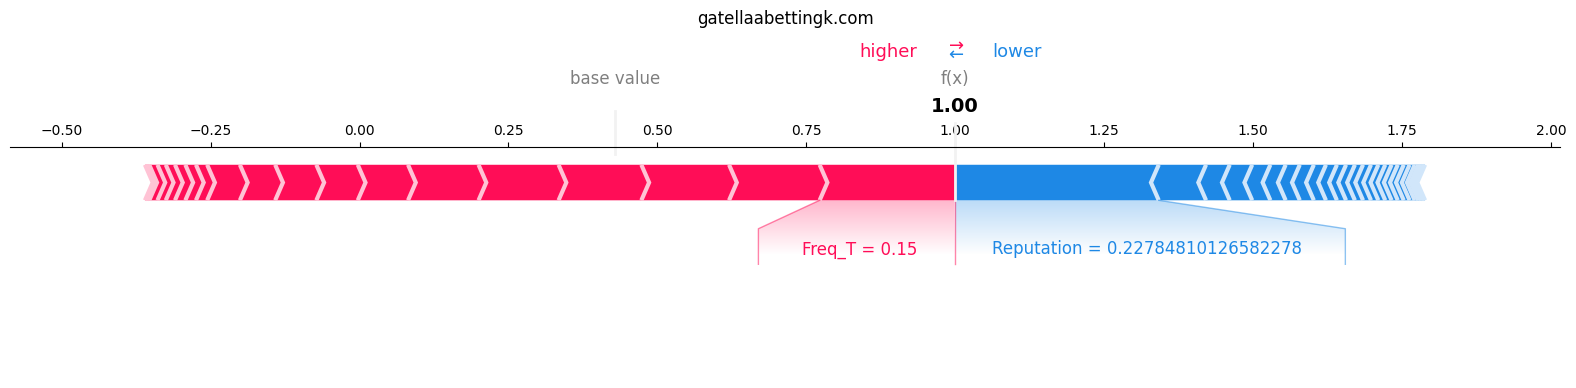 gatellaabettingk.com
higher ⇄ lower
base value f(x)
1.00
−0.50 −0.25 0.00 0.25 0.50 0.75 1.00 1.25 1.50 1.75 2.00
Freq_T = 0.15 Reputation = 0.22784810126582278